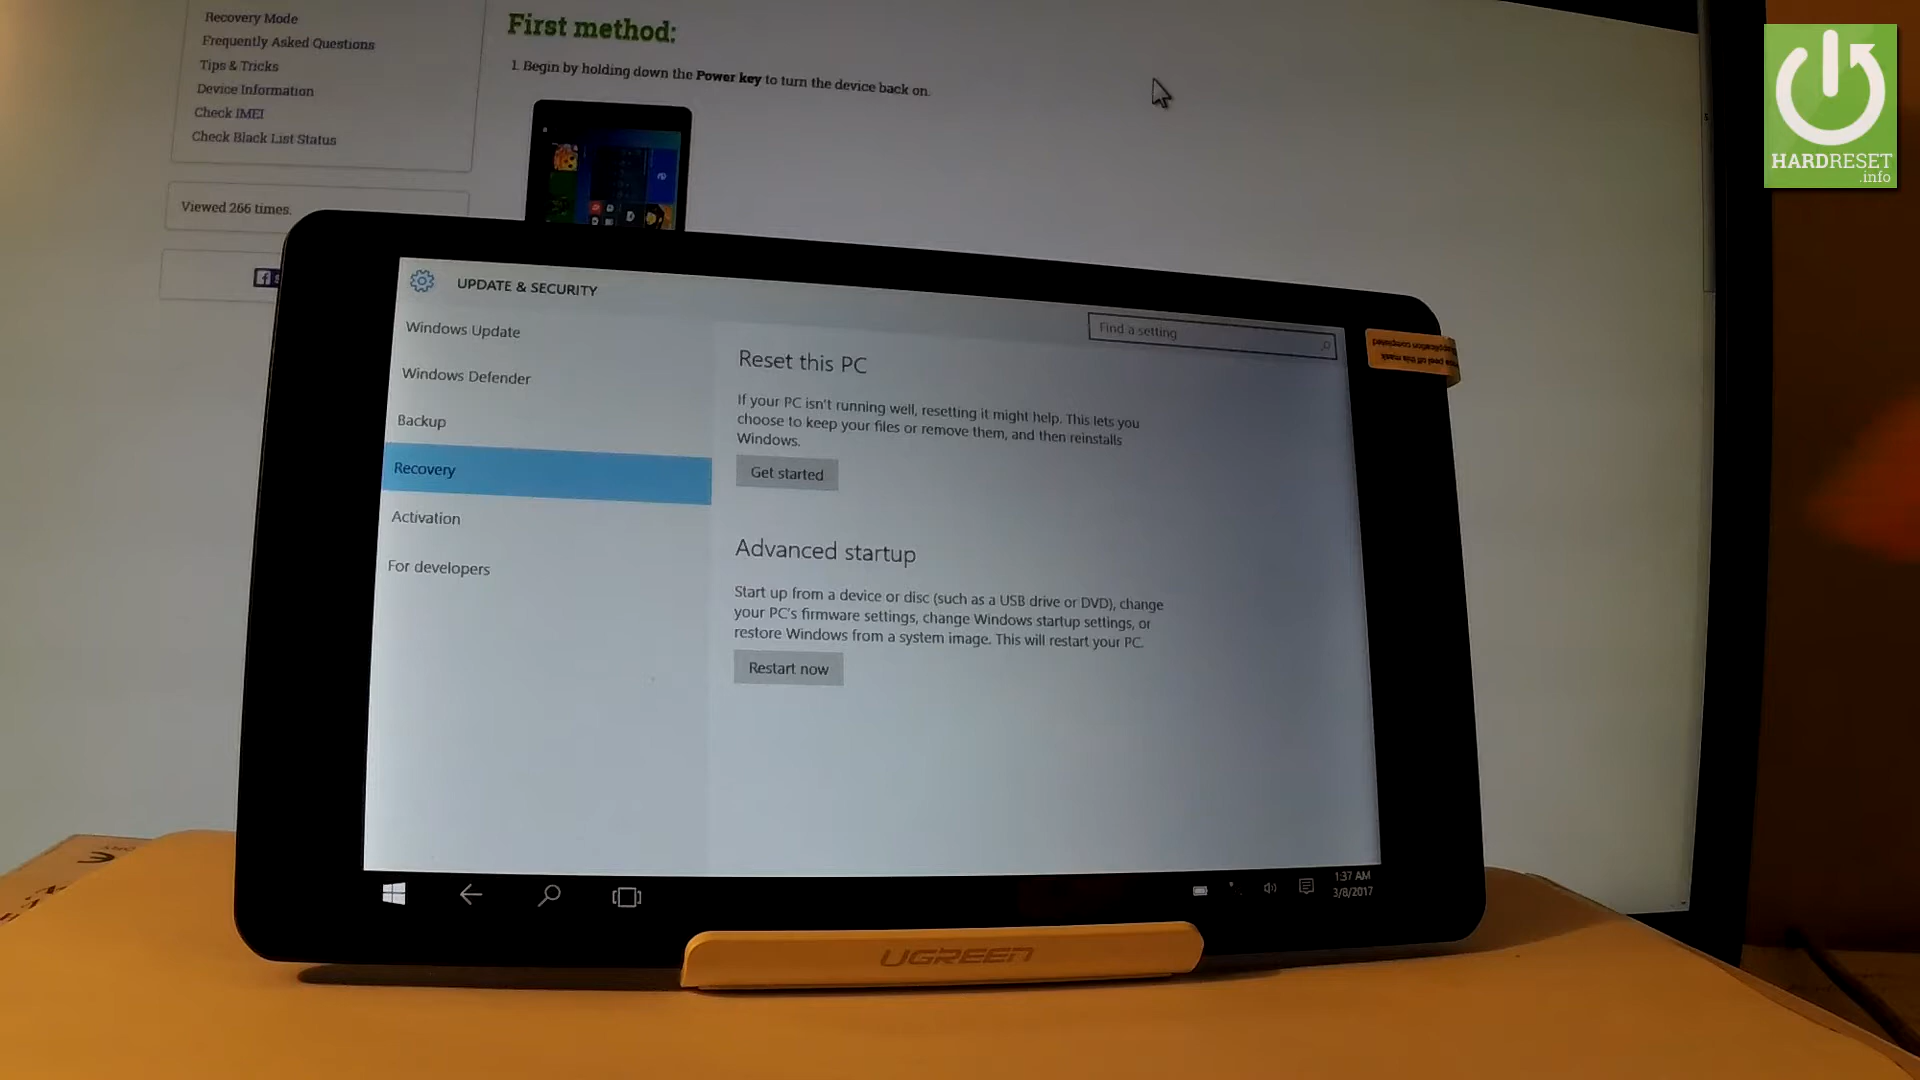 Recovery Mode
Frequently Asked Questions
Tips & Tricks
Device Information
Check IMEI
Check Black List Status
Viewed 266 times.
First method:
1. Begin by holding down the Power key to turn the device back on.
HARDRESET
.info
UPDATE & SECURITY
Find a setting
Windows Update
Windows Defender
Backup
Recovery
Activation
For developers
Reset this PC
If your PC isn't running well, resetting it might help. This lets you
choose to keep your files or remove them, and then reinstalls
Windows.
Get started
Advanced startup
Start up from a device or disc (such as a USB drive or DVD), change
your PC's firmware settings, change Windows startup settings, or
restore Windows from a system image. This will restart your PC.
Restart now
peel off this mask
application completed
1:37 AM
3/8/2017
UGREEN